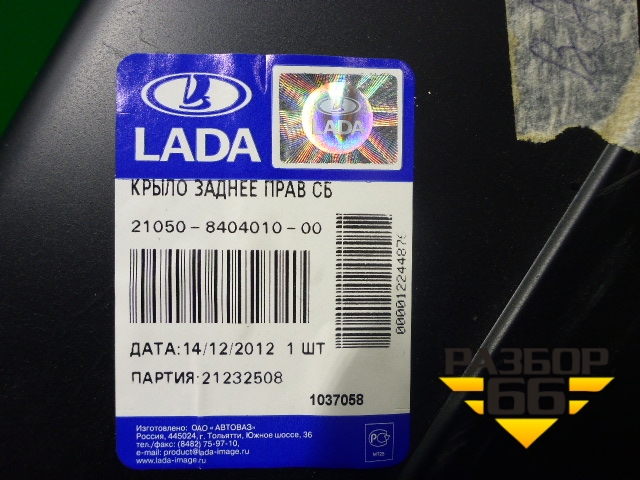 LADA
LADA
КРЫЛО ЗАДНЕЕ ПРАВ СБ
21050-8404010-00
ДАТА:14/12/2012 1 ШТ
ПАРТИЯ:21232508
1037058
Изготовлено: ОАО «АВТОВАЗ»
Россия, 445024, г. Тольятти, Южное шоссе, 36
тел./факс: (8482) 75-97-10,
e-mail: product@lada-image.ru
www.lada-image.ru
РАЗБОР
66